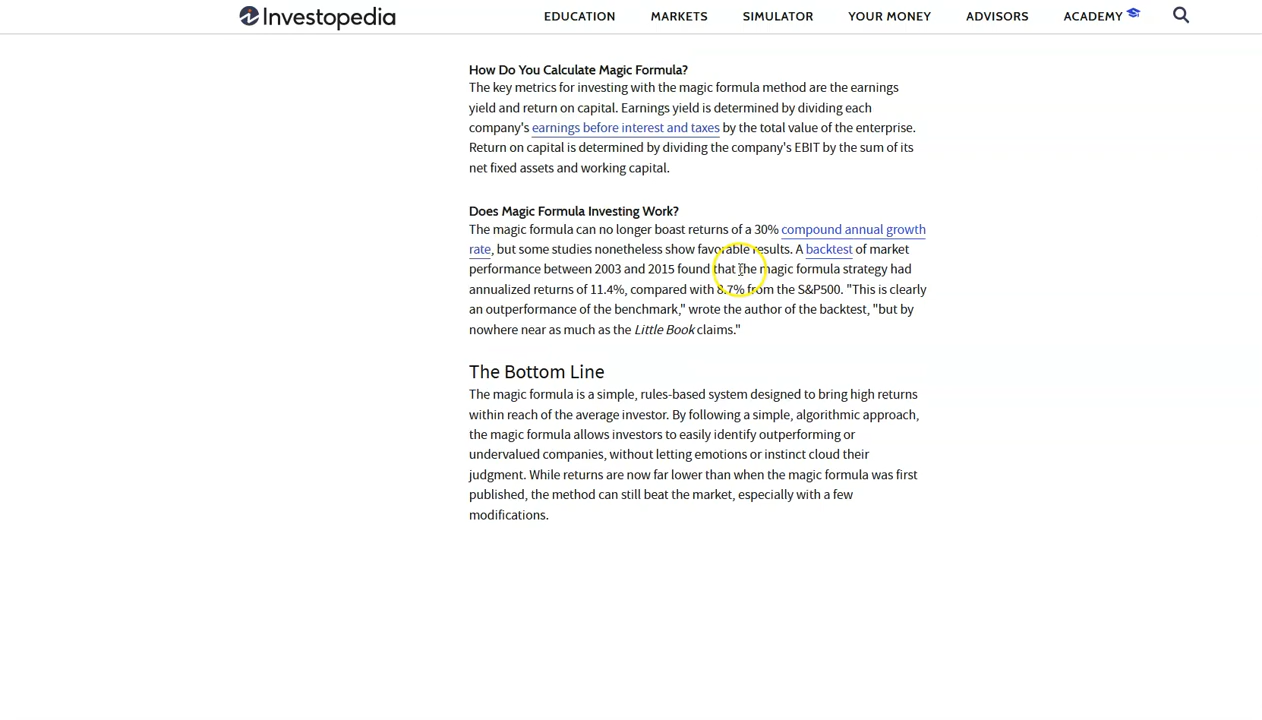 Investopedia
EDUCATION MARKETS SIMULATOR YOUR MONEY ADVISORS ACADEMY
How Do You Calculate Magic Formula?
The key metrics for investing with the magic formula method are the earnings
yield and return on capital. Earnings yield is determined by dividing each
company's earnings before interest and taxes by the total value of the enterprise.
Return on capital is determined by dividing the company's EBIT by the sum of its
net fixed assets and working capital.
Does Magic Formula Investing Work?
The magic formula can no longer boast returns of a 30% compound annual growth
rate, but some studies nonetheless show favorable results. A backtest of market
performance between 2003 and 2015 found that the magic formula strategy had
annualized returns of 11.4%, compared with 8.7% from the S&P500. "This is clearly
an outperformance of the benchmark," wrote the author of the backtest, "but by
nowhere near as much as the Little Book claims."
The Bottom Line
The magic formula is a simple, rules-based system designed to bring high returns
within reach of the average investor. By following a simple, algorithmic approach,
the magic formula allows investors to easily identify outperforming or
undervalued companies, without letting emotions or instinct cloud their
judgment. While returns are now far lower than when the magic formula was first
published, the method can still beat the market, especially with a few
modifications.